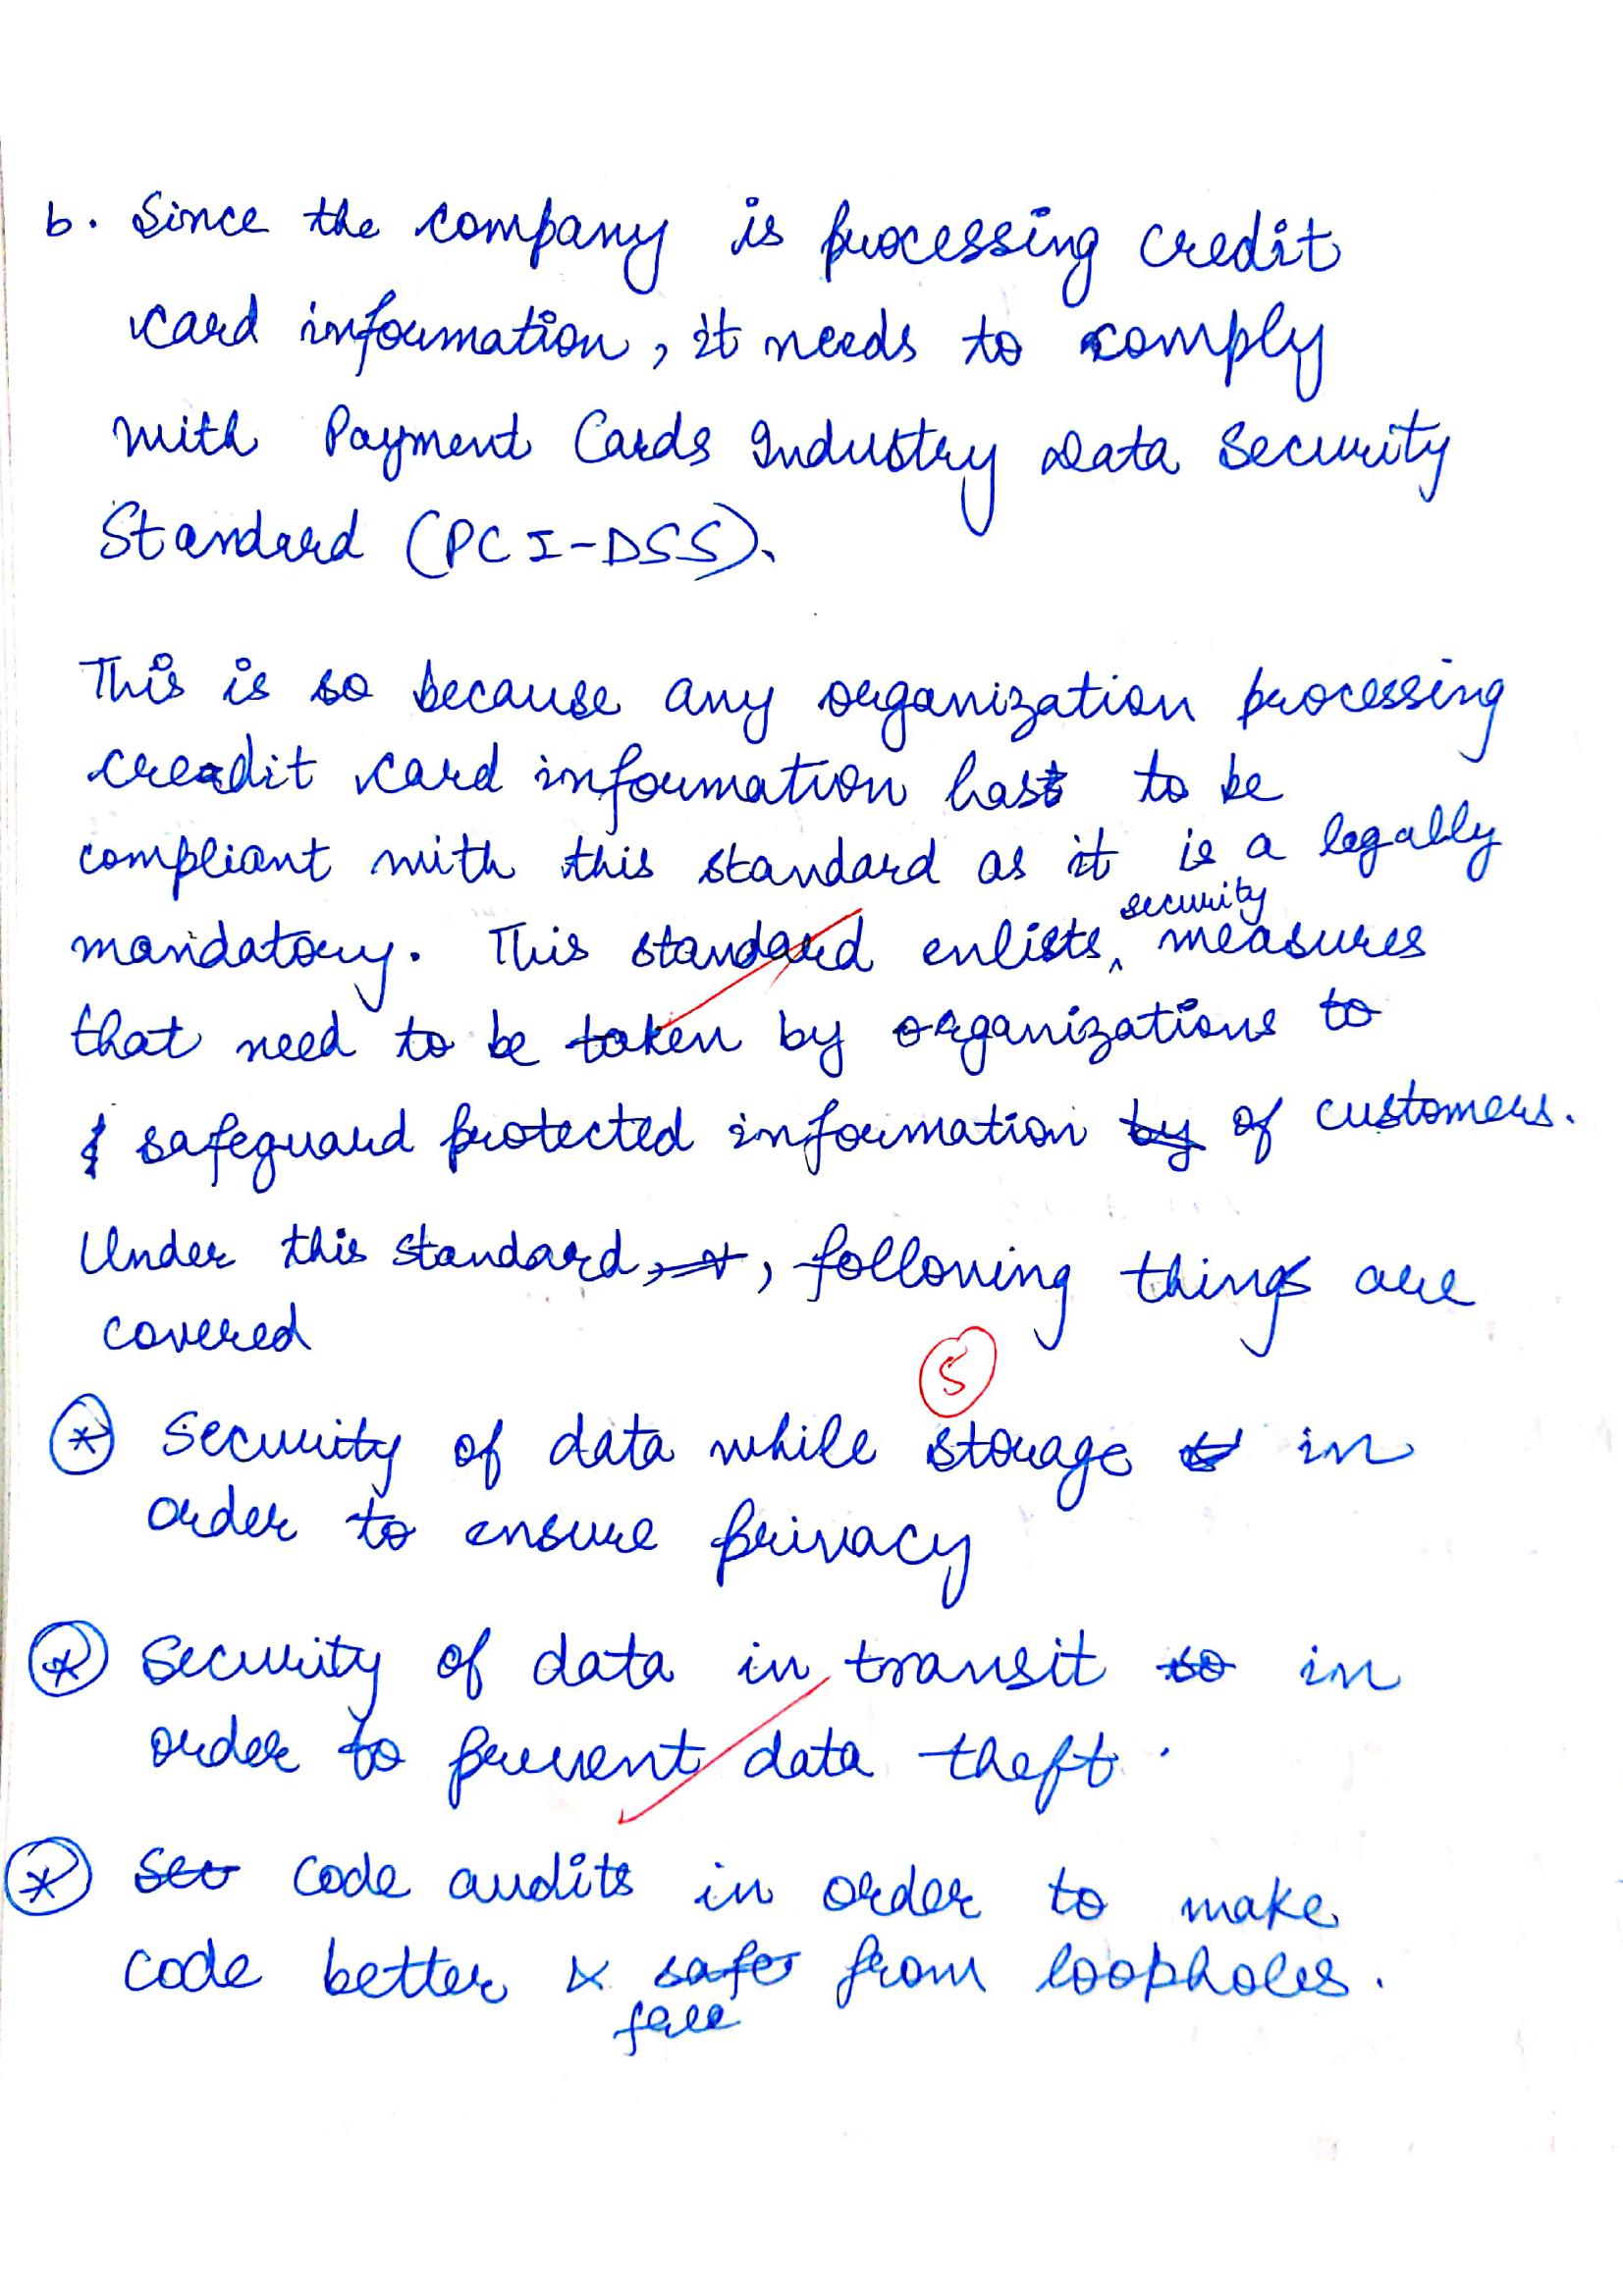 b. Since the company is processing credit
card information, it needs to comply
with Payment Cards Industry Data Security
Standard (PCI-DSS).
This is so because any organization processing
creadit card information has to be
compliant with this standard as it is a legally
security
mandatory. This standard enlists ^ measures
that need to be taken by organizations to
safeguard protected information by of customers.
Under this standard, following things are
covered
5
* Security of data while storage in
order to ensure privacy
* Security of data in transit so in
order to prevent data theft.
* Sec Code audits in order to make
code better & safer from loopholes.
free